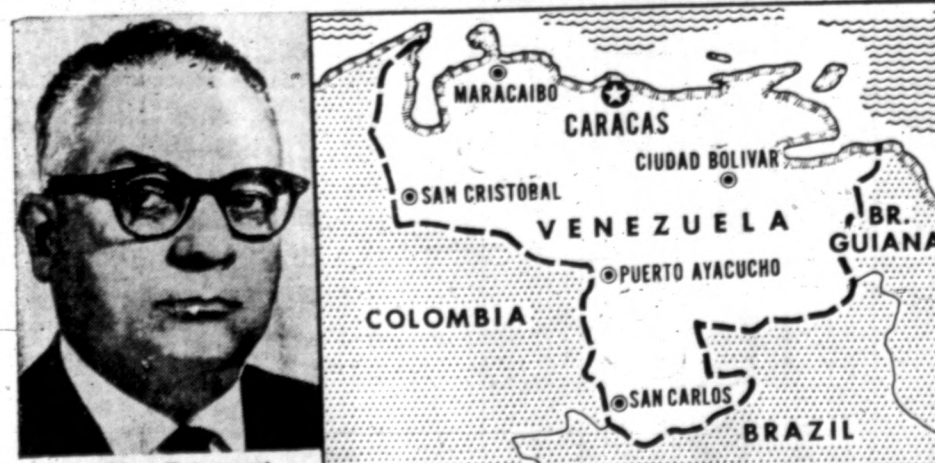 MARACAIBO
CARACAS
CIUDAD BOLIVAR
SAN CRISTOBAL
VENEZUELA
BR.
GUIANA
PUERTO AYACUCHO
COLOMBIA
SAN CARLOS
BRAZIL